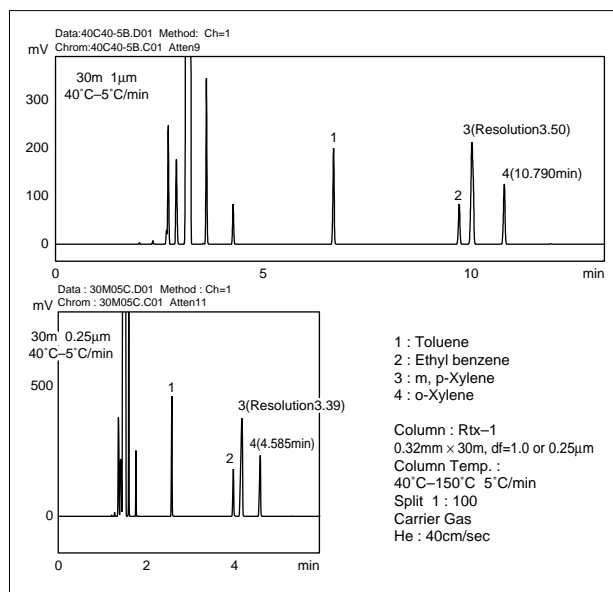 Data:40C40-5B.D01 Method: Ch=1
mV Chrom:40C40-5B.C01 Atten9
30m 1μm
40˚C–5˚C/min
300
200
100
0
1
2
3(Resolution3.50)
4(10.790min)
0 5 10 min
Data : 30M05C.D01 Method : Ch=1
mV Chrom : 30M05C.C01 Atten11
30m 0.25μm
40˚C–5˚C/min
500
0
1
2
3(Resolution3.39)
4(4.585min)
0 2 4 min
1 : Toluene
2 : Ethyl benzene
3 : m, p-Xylene
4 : o-Xylene
Column : Rtx–1
0.32mm × 30m, df=1.0 or 0.25μm
Column Temp. :
40˚C–150˚C 5˚C/min
Split 1 : 100
Carrier Gas
He : 40cm/sec